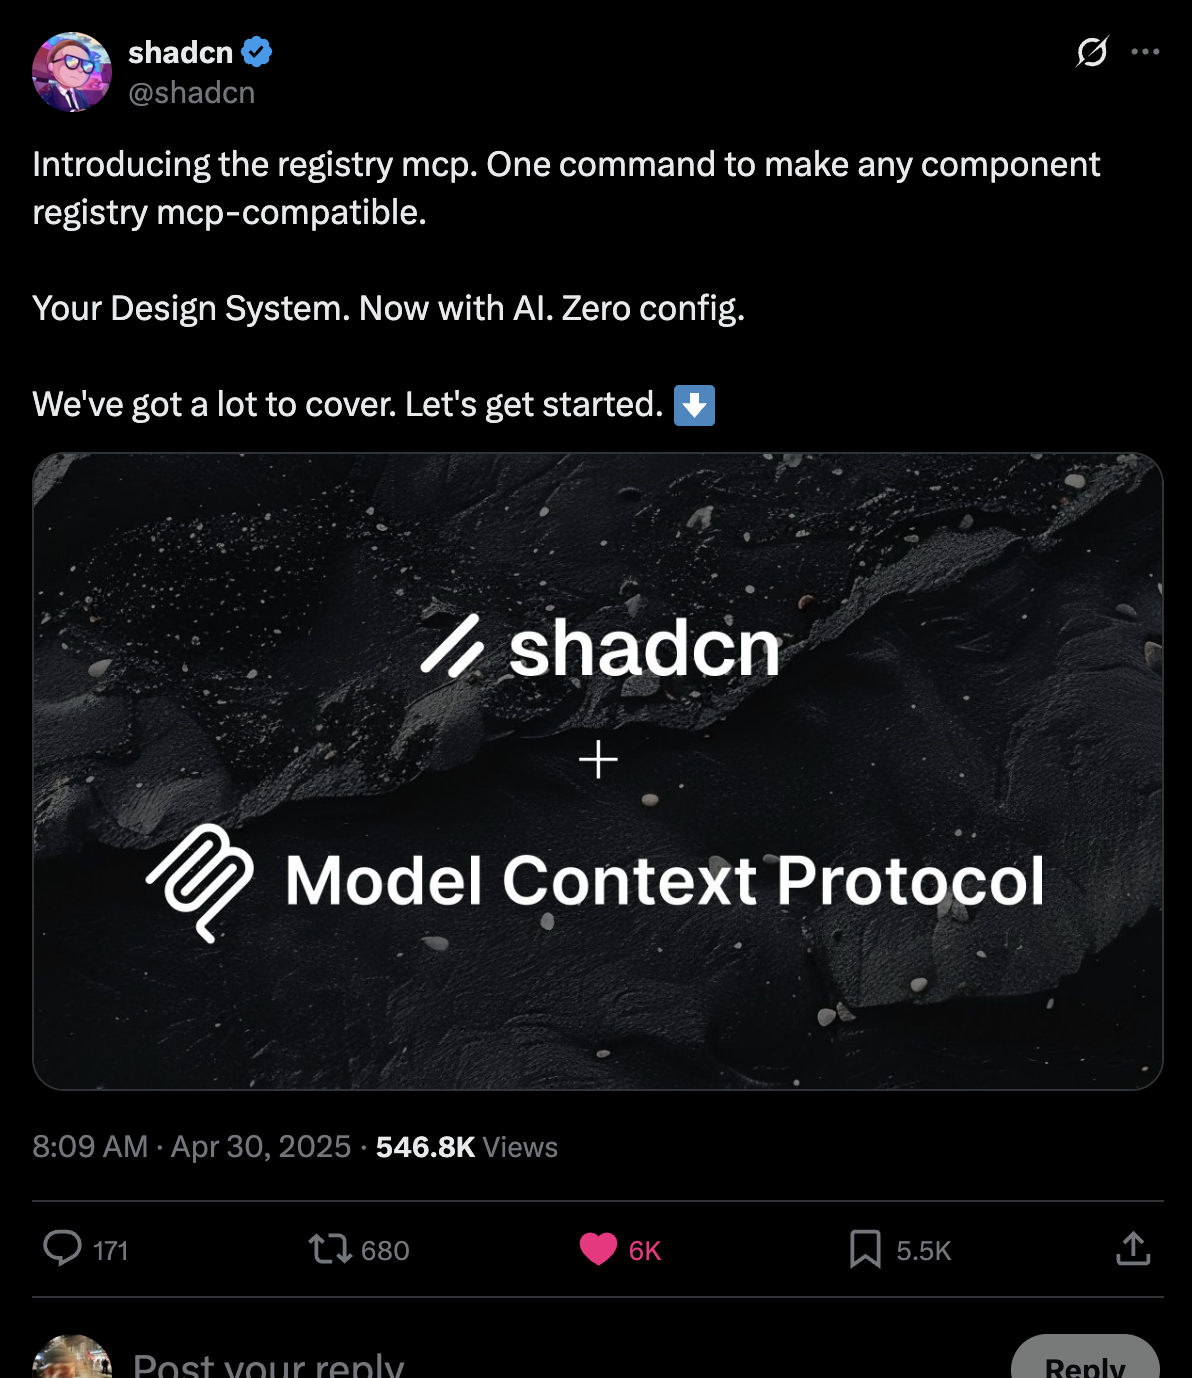 shadcn
@shadcn
Introducing the registry mcp. One command to make any component
registry mcp-compatible.
Your Design System. Now with AI. Zero config.
We've got a lot to cover. Let's get started. ⬇️
shadcn
+
Model Context Protocol
8:09 AM · Apr 30, 2025 · 546.8K Views
171 680 6K 5.5K
Post your reply
Reply